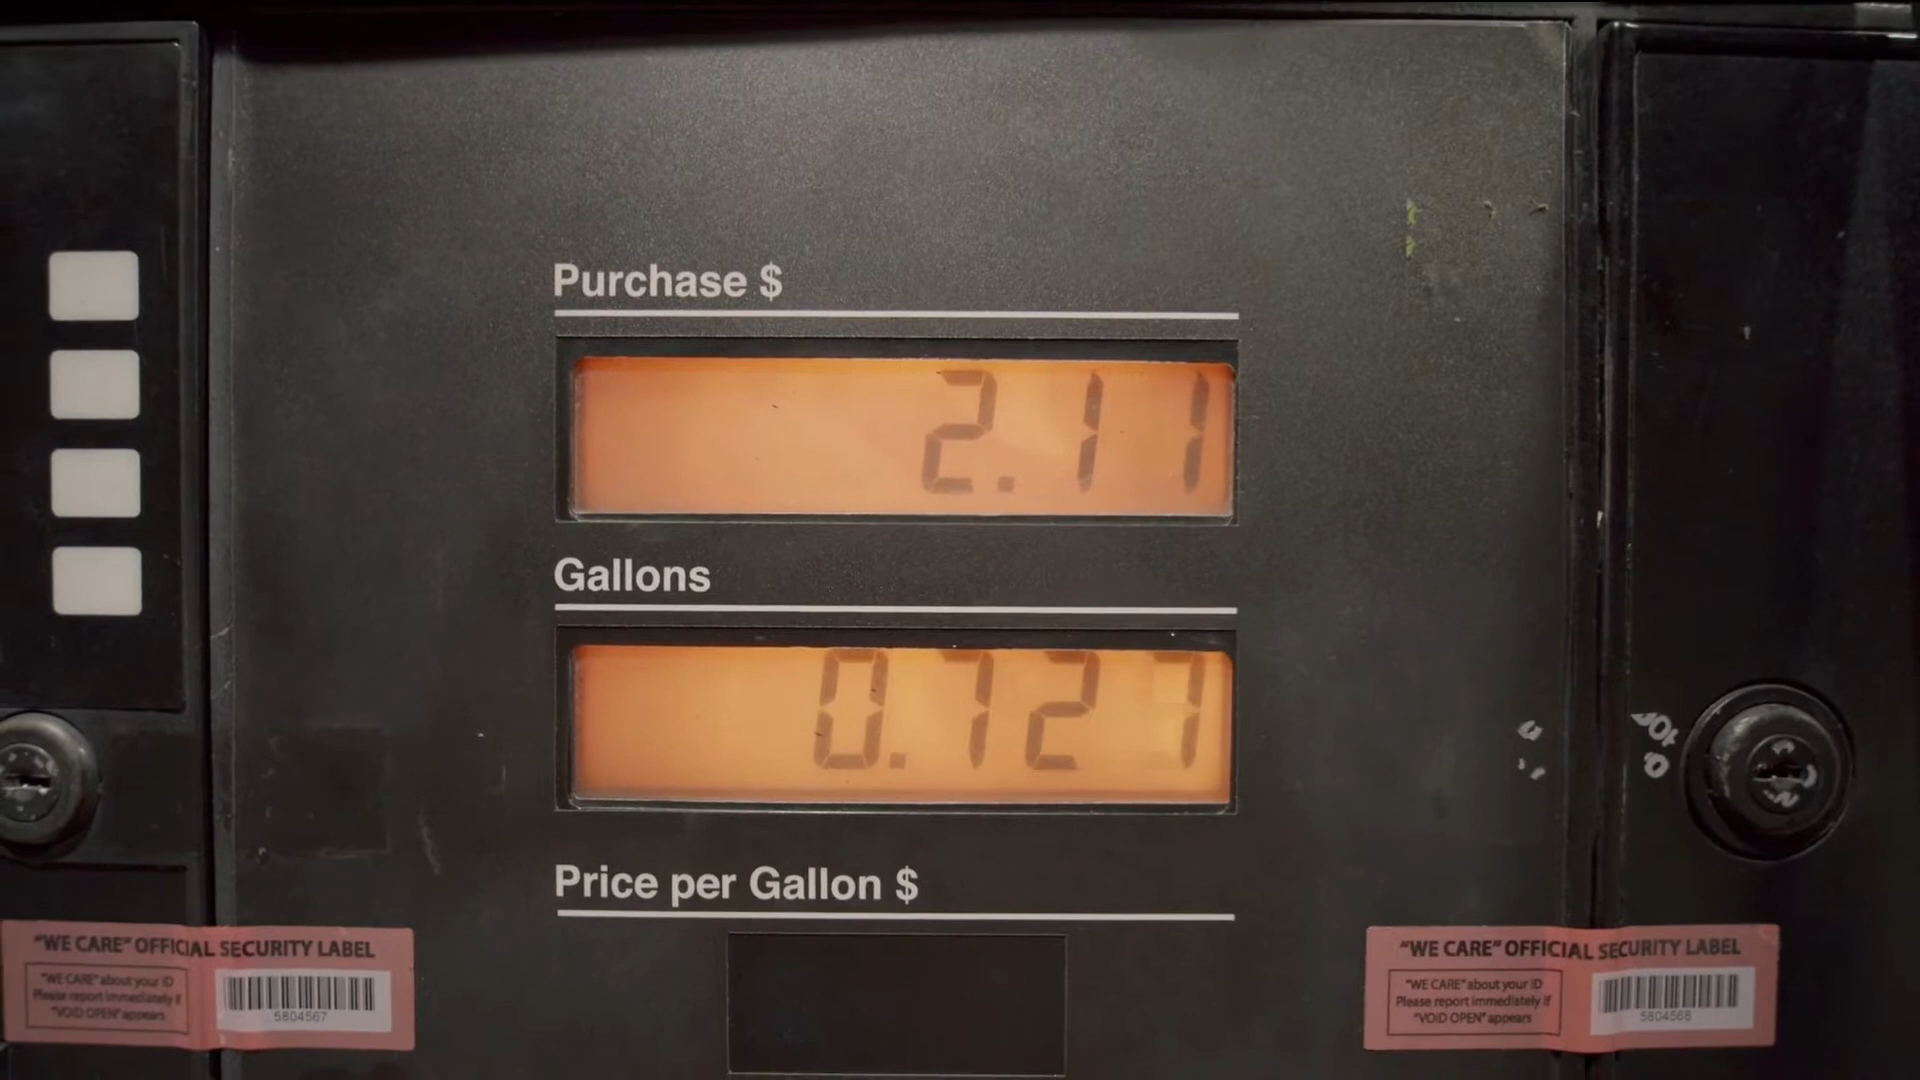 Purchase $
2.11
Gallons
0.727
Price per Gallon $
"WE CARE" OFFICIAL SECURITY LABEL
"WE CARE" about your ID
Please report immediately if
"VOID OPEN" appears
5804567
"WE CARE" OFFICIAL SECURITY LABEL
"WE CARE" about your ID
Please report immediately if
"VOID OPEN" appears
5804568